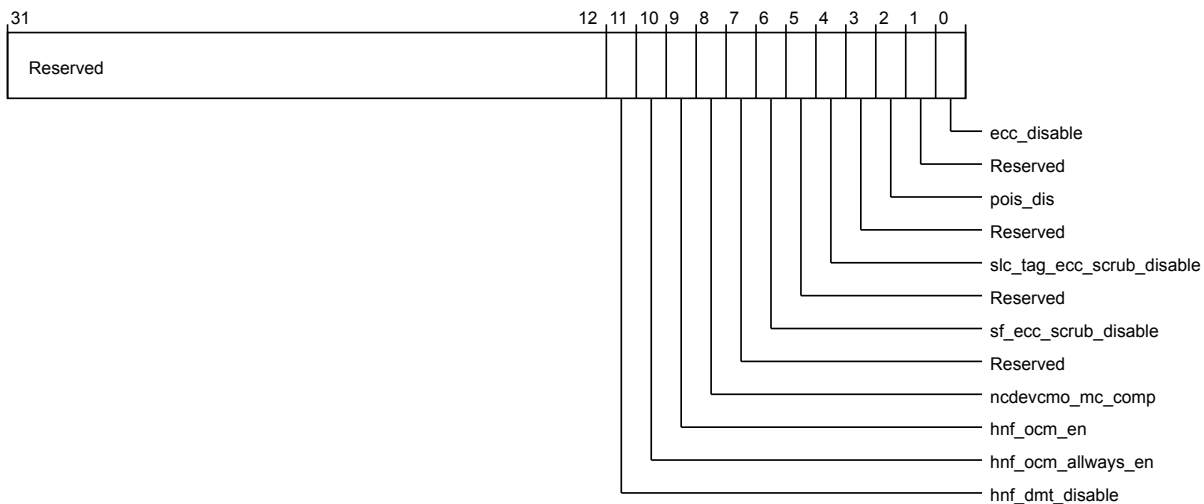 31 12 11 10 9 8 7 6 5 4 3 2 1 0
Reserved
ecc_disable
Reserved
pois_dis
Reserved
slc_tag_ecc_scrub_disable
Reserved
sf_ecc_scrub_disable
Reserved
ncdevcmo_mc_comp
hnf_ocm_en
hnf_ocm_allways_en
hnf_dmt_disable